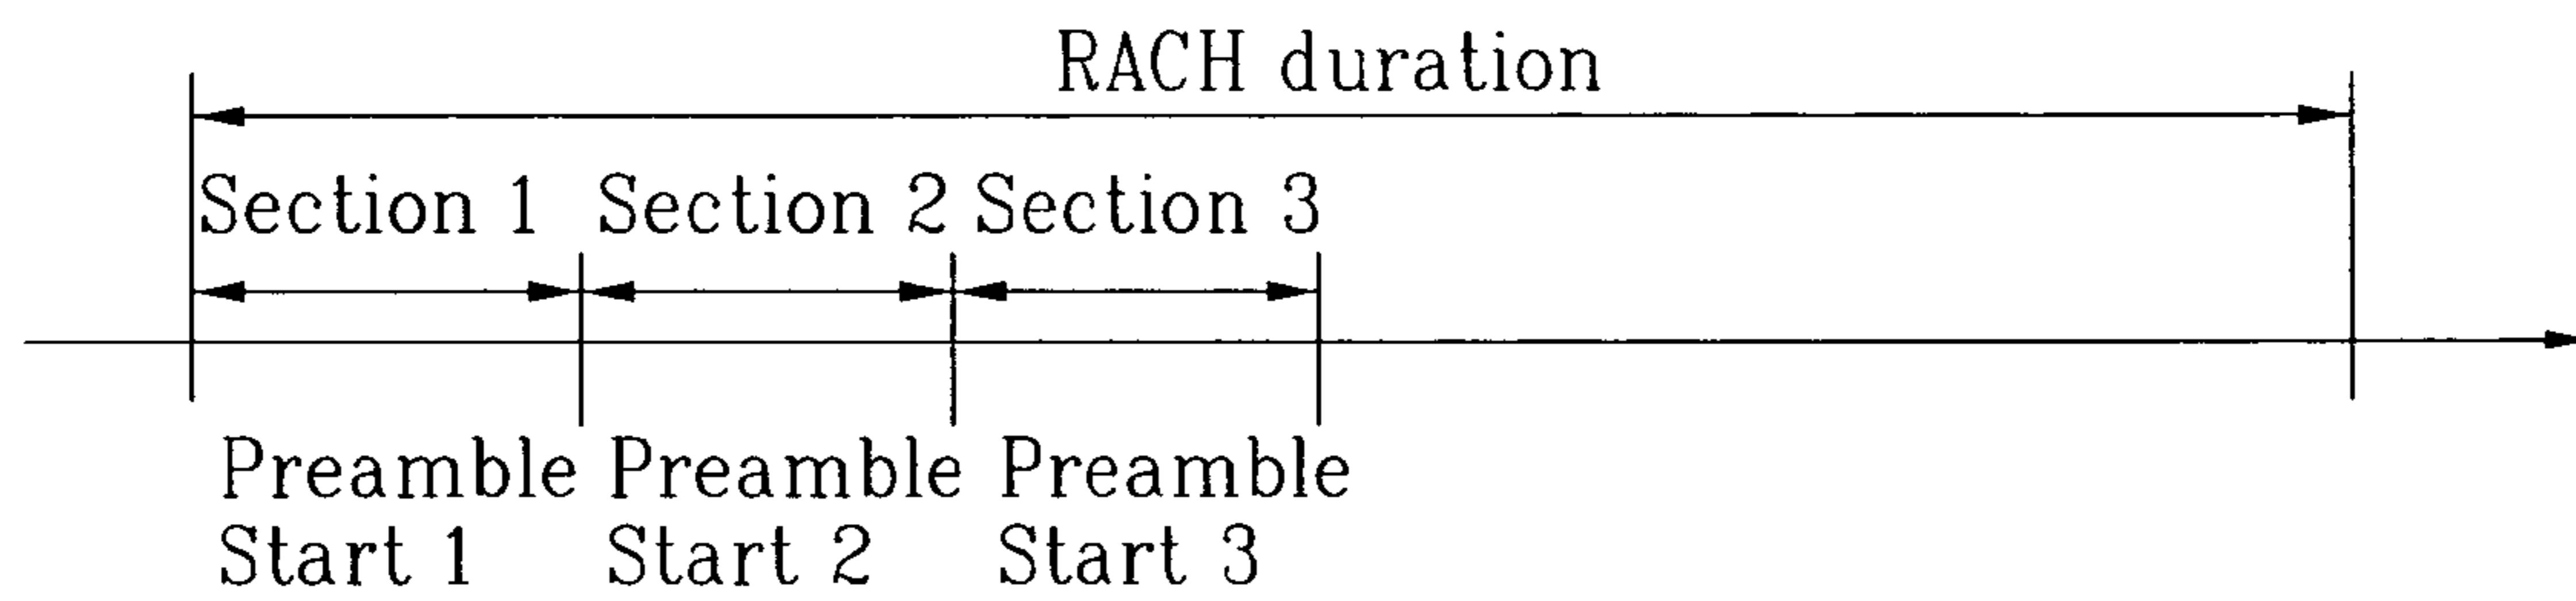 RACH duration
Section 1 Section 2 Section 3
Preamble Preamble Preamble
Start 1 Start 2 Start 3